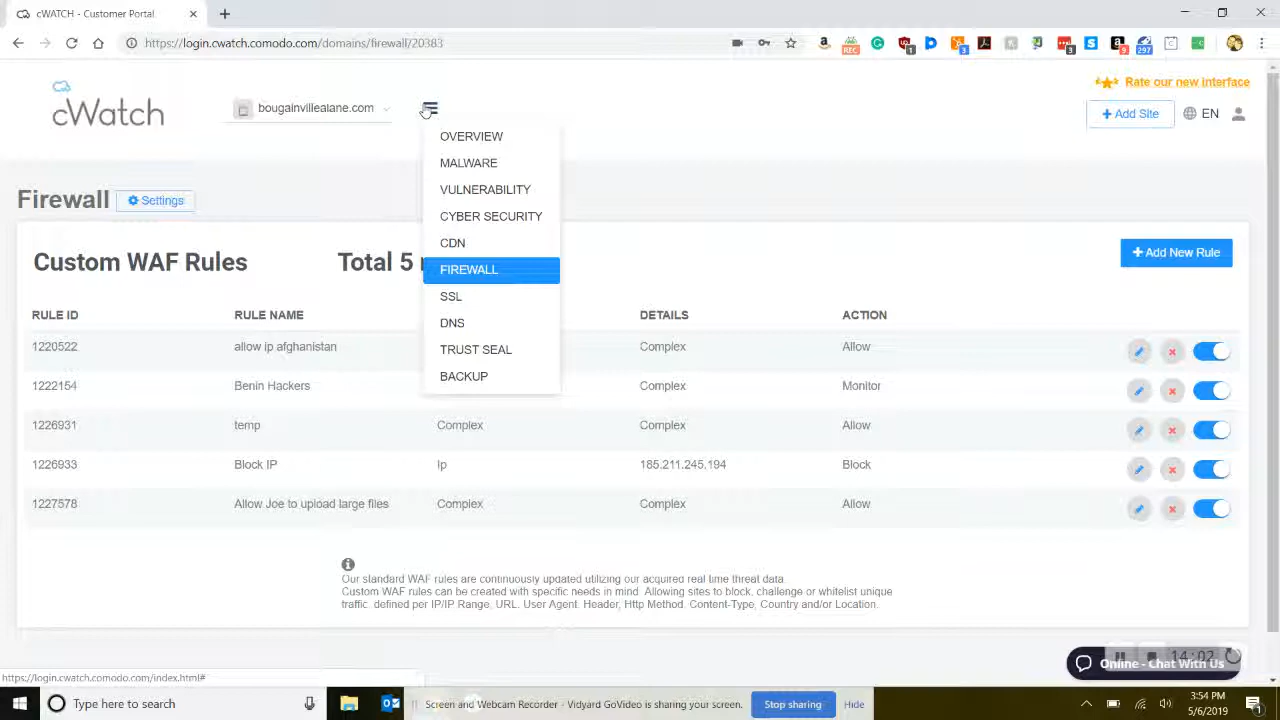 cWATCH - Customer Portal
https://login.cwatch.comodo.com/domains/firewall/20383
REC
1
3
3
9
297
Rate our new interface
cWatch
bougainvillealane.com
+ Add Site
EN
OVERVIEW
MALWARE
VULNERABILITY
CYBER SECURITY
CDN
FIREWALL
SSL
DNS
TRUST SEAL
BACKUP
Firewall
Settings
Custom WAF Rules
Total 5
+ Add New Rule
RULE ID RULE NAME DETAILS ACTION
1220522 allow ip afghanistan Complex Allow
1222154 Benin Hackers Complex Monitor
1226931 temp Complex Complex Allow
1226933 Block IP Ip 185.211.245.194 Block
1227578 Allow Joe to upload large files Complex Complex Allow
Our standard WAF rules are continuously updated utilizing our acquired real time threat data.
Custom WAF rules can be created with specific needs in mind. Allowing sites to block, challenge or whitelist unique
traffic, defined per IP/IP Range, URL, User Agent, Header, Http Method, Content-Type, Country and/or Location.
14:02
Online - Chat With Us
https://login.cwatch.comodo.com/index.html#
Type here to search
Screen and Webcam Recorder - Vidyard GoVideo is sharing your screen.
Stop sharing
Hide
3:54 PM
5/6/2019
1